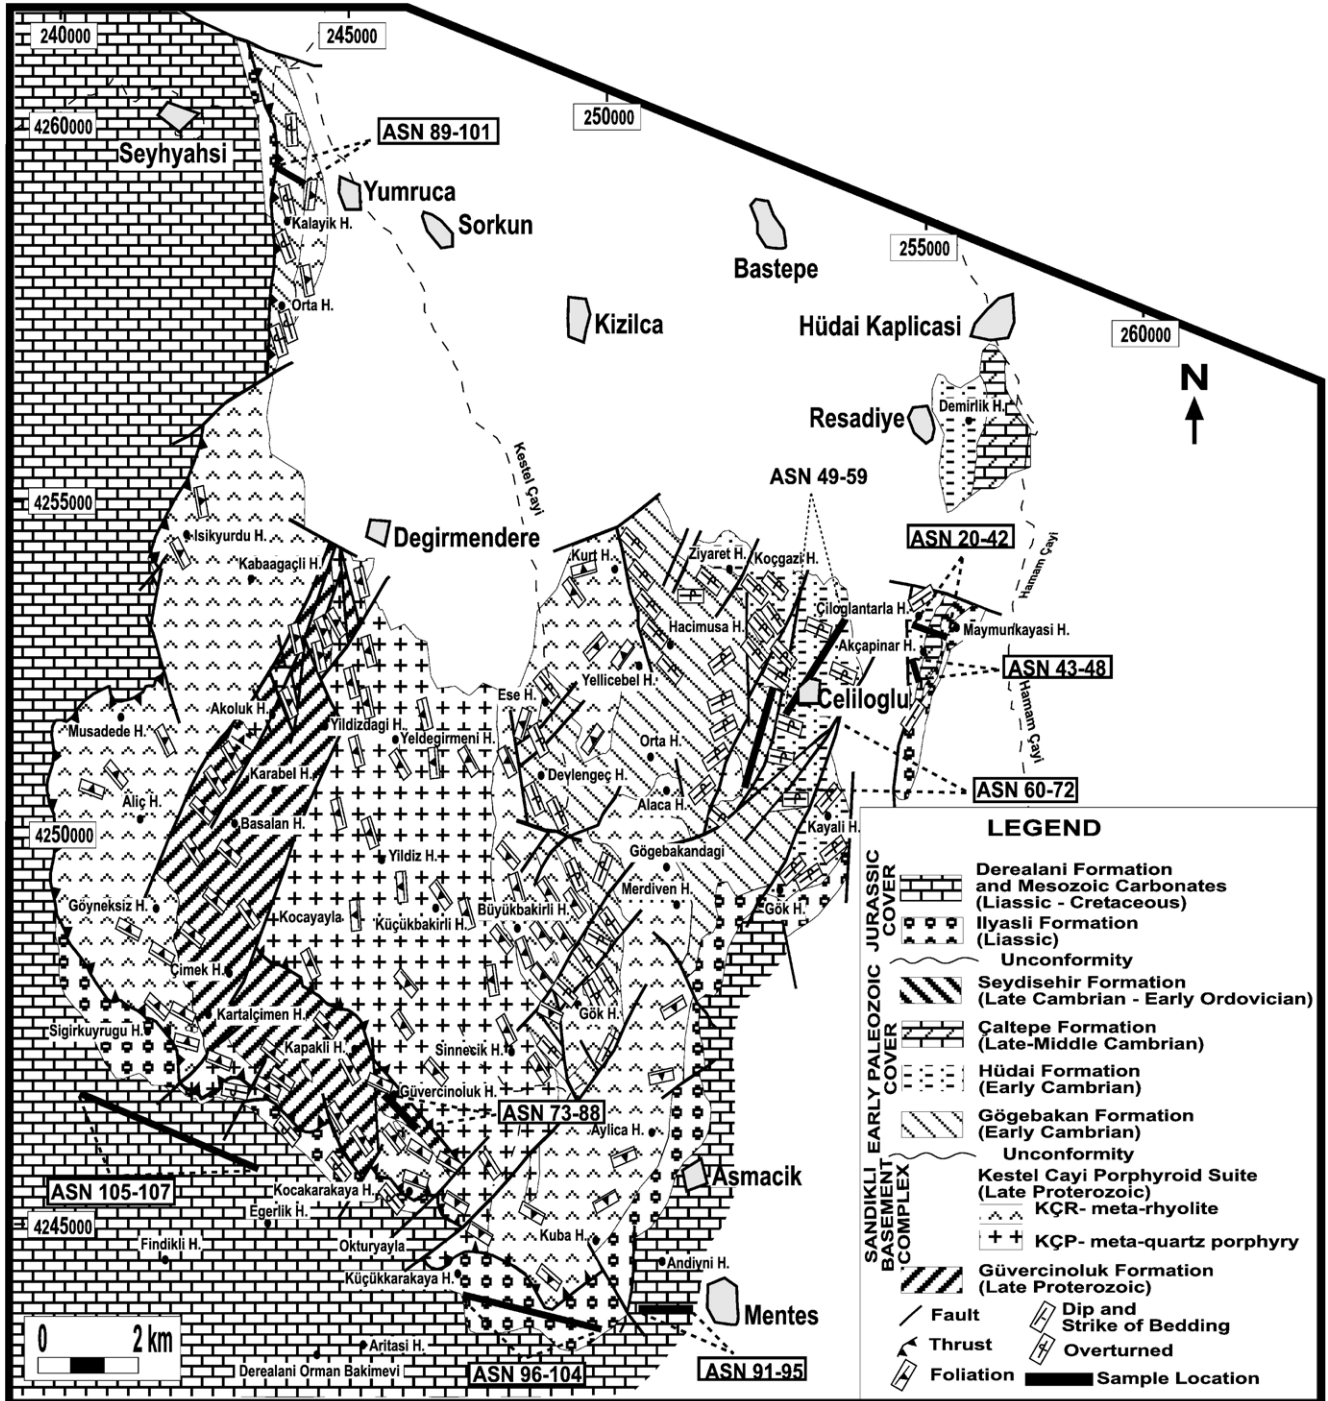 240000
245000
250000
4260000
Seyhyahsi
ASN 89-101
Yumruca
Kalayik H.
Sorkun
Bastepe
255000
260000
Orta H.
Kizilca
Hüdai Kaplicasi
N
Resadiye
Demirlik H.
Kestel Çayi
4255000
ASN 49-59
ASN 20-42
Isikyurdu H.
Degirmendere
Kabaagaçli H.
Kurt H.
Ziyaret H.
Koçgazi H.
Hamam Çayi
Çiloglantarla H.
Hacimusa H.
Maymunkayasi H.
Akçapinar H.
ASN 43-48
Yellicebel H.
Ese H.
Celiloglu
Hamam Çayi
Akoluk H.
Musadede H.
Yildizdagi H.
Yeldegirmeni H.
Orta H.
Karabel H.
Devlengeç H.
Aliç H.
Alaca H.
ASN 60-72
Basalan H.
Kayali H.
4250000
Yildiz H.
Gögebakandagi
Merdiven H.
Göyneksiz H.
Kocayayla
Küçükbakirli H.
Büyükbakirli H.
Gök H.
Çimek H.
Kartalçimen H.
Gök H.
Sigirkuyrugu H.
Kapakli H.
Sinnecik H.
Güvercinoluk H.
ASN 73-88
Aylica H.
Asmacik
ASN 105-107
Kocakarakaya H.
Egerlik H.
4245000
Findikli H.
Okturyayla
Kuba H.
Küçükkarakaya H.
Andiyni H.
Mentes
0 2 km
Aritasi H.
Derealani Orman Bakimevi
ASN 96-104
ASN 91-95
LEGEND
JURASSIC
COVER
Derealani Formation
and Mesozoic Carbonates
(Liassic - Cretaceous)
Ilyasli Formation
(Liassic)
Unconformity
EARLY PALEOZOIC
COVER
Seydisehir Formation
(Late Cambrian - Early Ordovician)
Çaltepe Formation
(Late-Middle Cambrian)
Hüdai Formation
(Early Cambrian)
Gögebakan Formation
(Early Cambrian)
Unconformity
SANDIKLI
BASEMENT
COMPLEX
Kestel Cayi Porphyroid Suite
(Late Proterozoic)
KÇR- meta-rhyolite
KÇP- meta-quartz porphyry
Güvercinoluk Formation
(Late Proterozoic)
Fault
Thrust
Foliation
Dip and
Strike of Bedding
Overturned
Sample Location